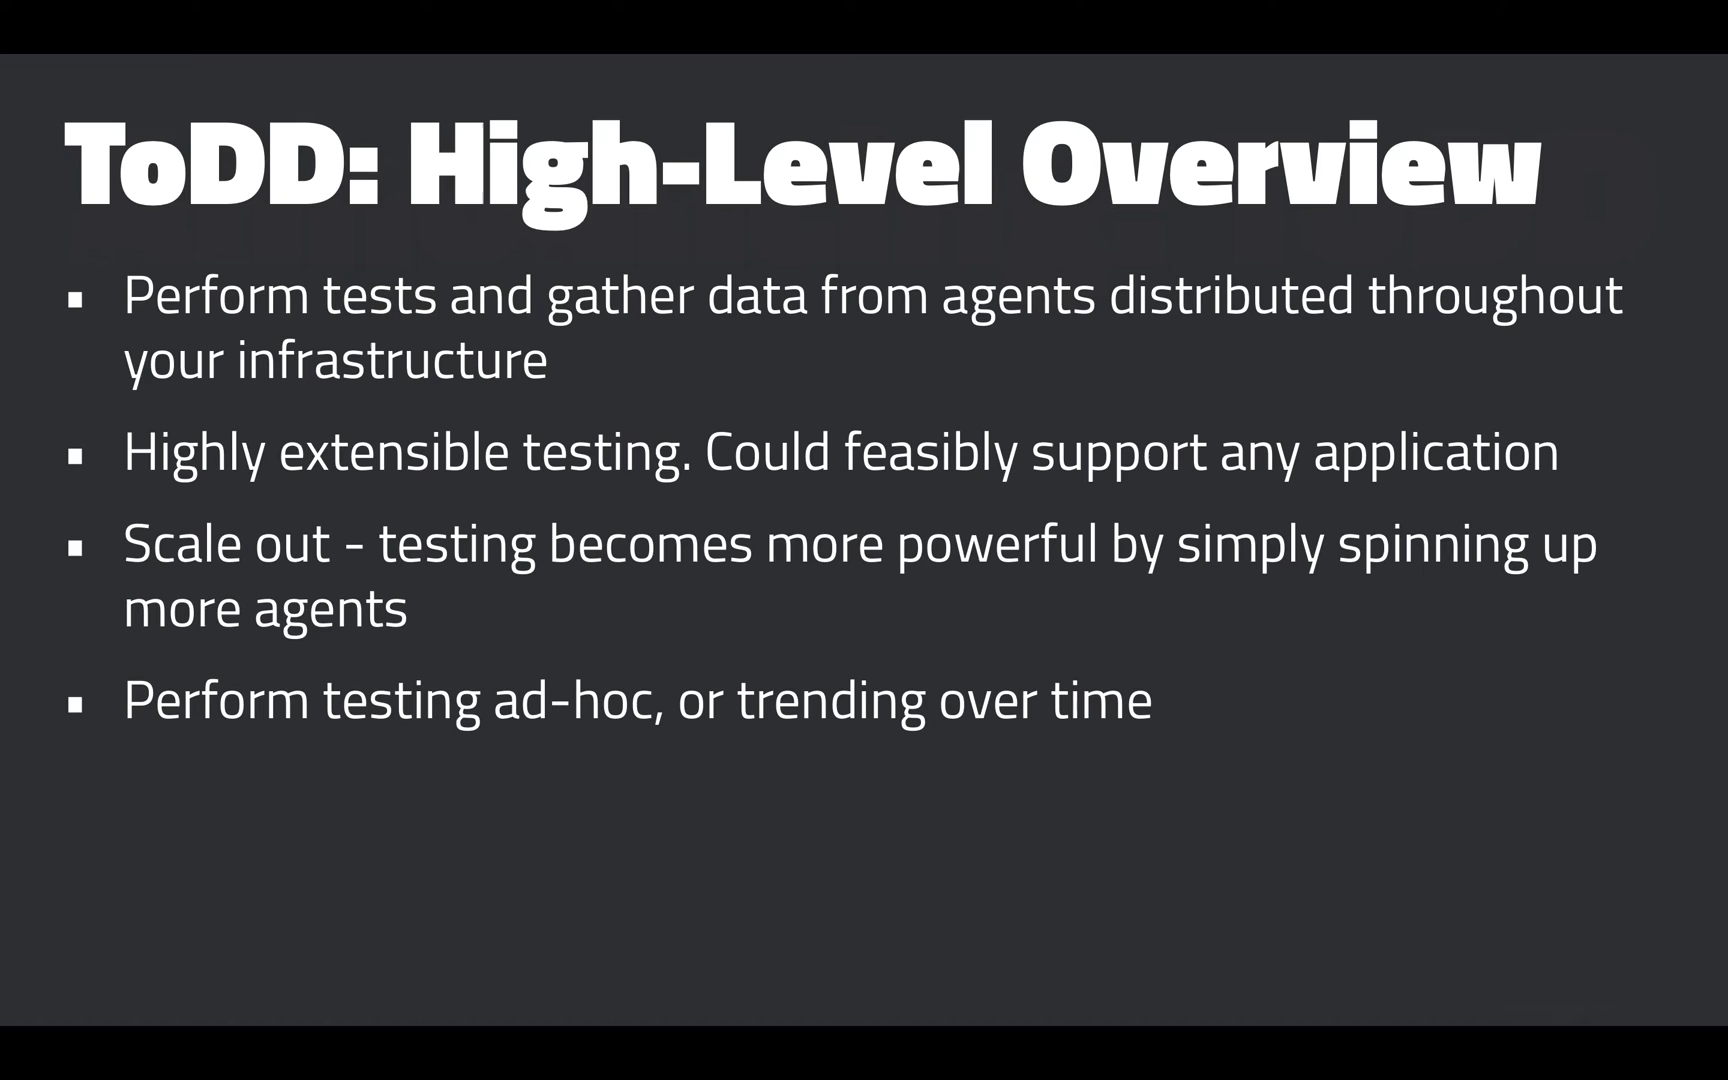 ToDD: High-Level Overview
▪ Perform tests and gather data from agents distributed throughout
your infrastructure
▪ Highly extensible testing. Could feasibly support any application
▪ Scale out - testing becomes more powerful by simply spinning up
more agents
▪ Perform testing ad-hoc, or trending over time